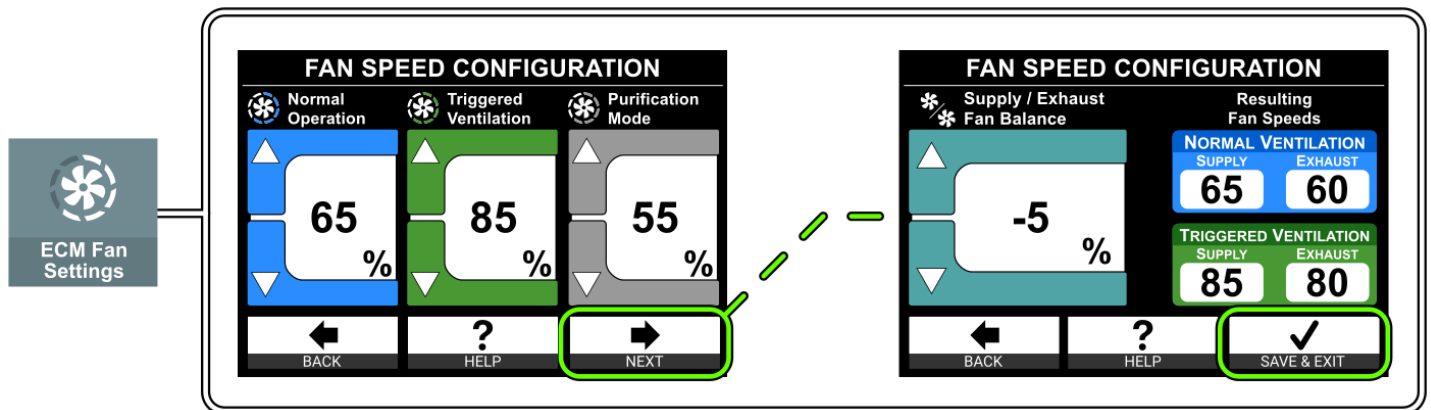 ECM Fan
Settings
FAN SPEED CONFIGURATION
Normal
Operation
Triggered
Ventilation
Purification
Mode
65
%
85
%
55
%
BACK
?
HELP
NEXT
FAN SPEED CONFIGURATION
Supply / Exhaust
Fan Balance
-5
%
Resulting
Fan Speeds
NORMAL VENTILATION
SUPPLY EXHAUST
65 60
TRIGGERED VENTILATION
SUPPLY EXHAUST
85 80
BACK
?
HELP
SAVE & EXIT